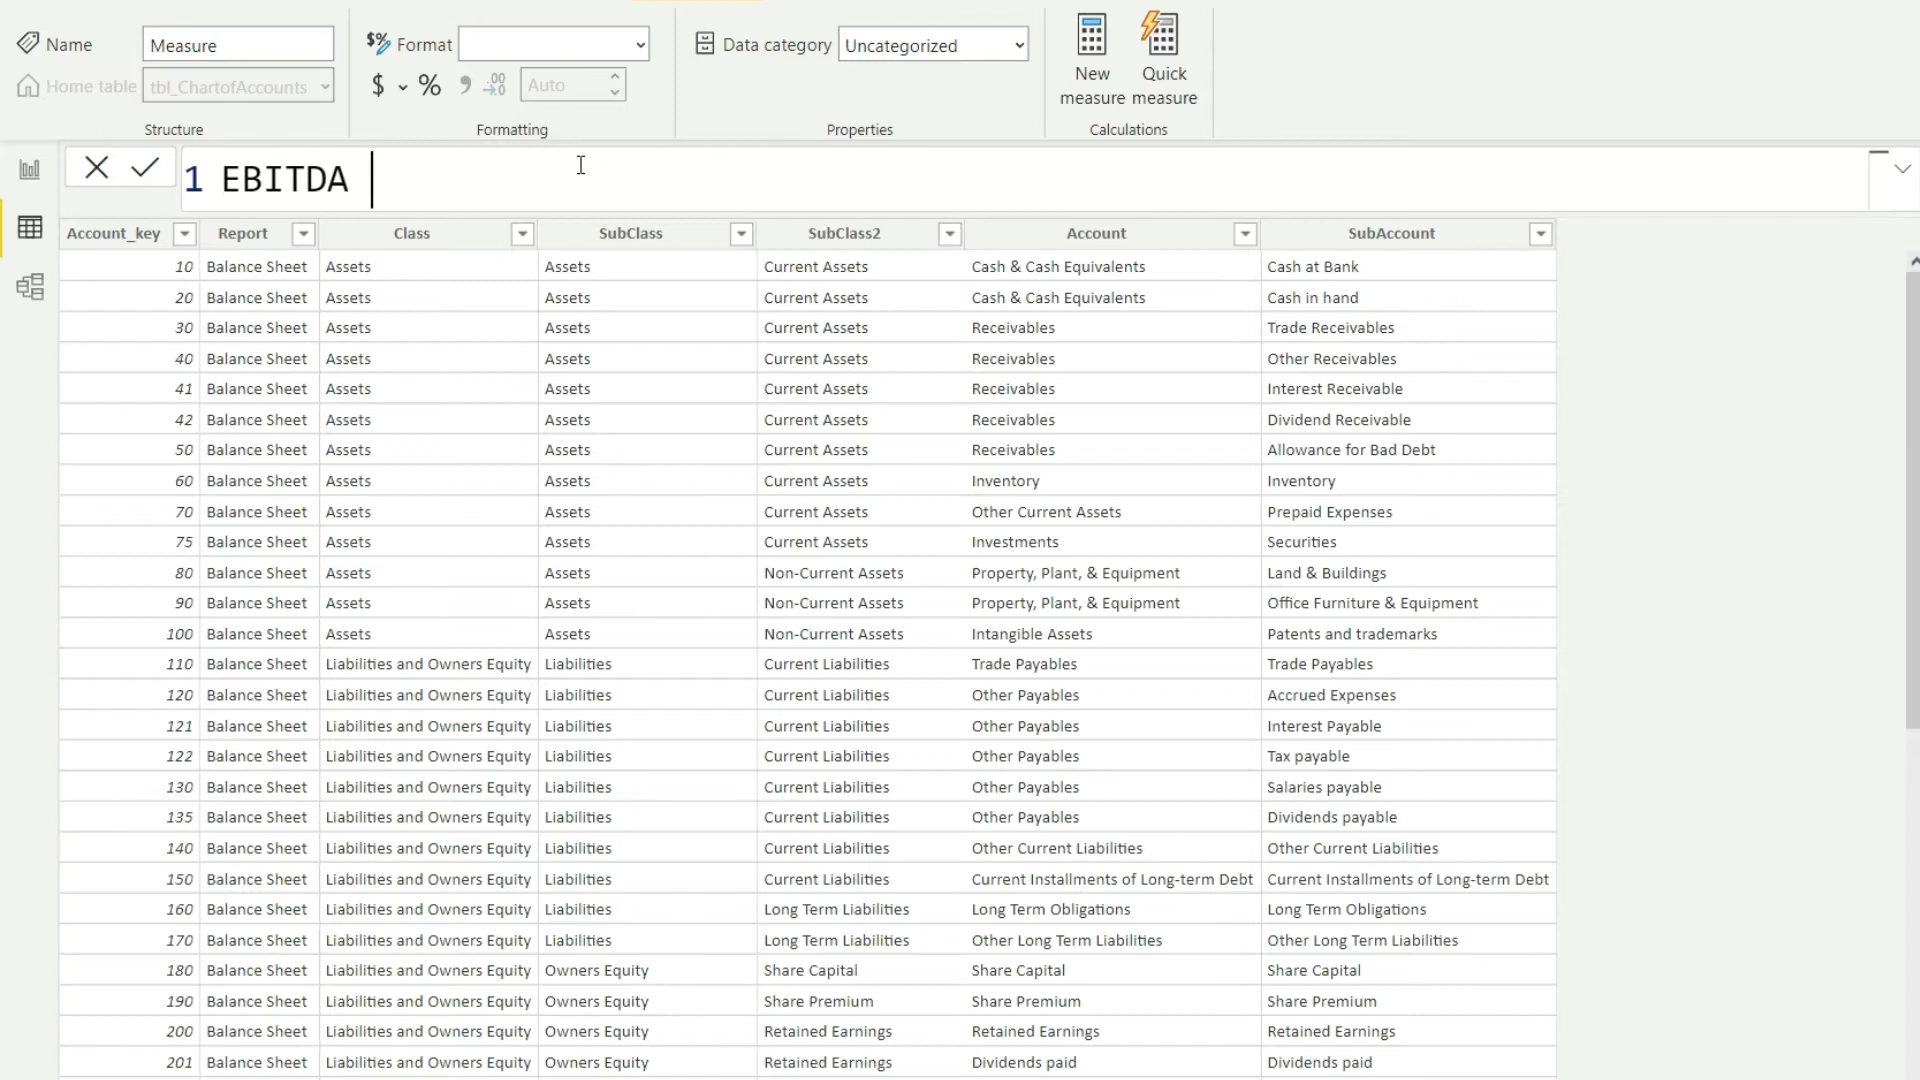 Name Measure Format Data category Uncategorized New measure Quick measure
Home table tbl_ChartofAccounts $ % , .00 →.0 Auto
Structure Formatting Properties Calculations
1 EBITDA
Account_key Report Class SubClass SubClass2 Account SubAccount
10 Balance Sheet Assets Assets Current Assets Cash & Cash Equivalents Cash at Bank
20 Balance Sheet Assets Assets Current Assets Cash & Cash Equivalents Cash in hand
30 Balance Sheet Assets Assets Current Assets Receivables Trade Receivables
40 Balance Sheet Assets Assets Current Assets Receivables Other Receivables
41 Balance Sheet Assets Assets Current Assets Receivables Interest Receivable
42 Balance Sheet Assets Assets Current Assets Receivables Dividend Receivable
50 Balance Sheet Assets Assets Current Assets Receivables Allowance for Bad Debt
60 Balance Sheet Assets Assets Current Assets Inventory Inventory
70 Balance Sheet Assets Assets Current Assets Other Current Assets Prepaid Expenses
75 Balance Sheet Assets Assets Current Assets Investments Securities
80 Balance Sheet Assets Assets Non-Current Assets Property, Plant, & Equipment Land & Buildings
90 Balance Sheet Assets Assets Non-Current Assets Property, Plant, & Equipment Office Furniture & Equipment
100 Balance Sheet Assets Assets Non-Current Assets Intangible Assets Patents and trademarks
110 Balance Sheet Liabilities and Owners Equity Liabilities Current Liabilities Trade Payables Trade Payables
120 Balance Sheet Liabilities and Owners Equity Liabilities Current Liabilities Other Payables Accrued Expenses
121 Balance Sheet Liabilities and Owners Equity Liabilities Current Liabilities Other Payables Interest Payable
122 Balance Sheet Liabilities and Owners Equity Liabilities Current Liabilities Other Payables Tax payable
130 Balance Sheet Liabilities and Owners Equity Liabilities Current Liabilities Other Payables Salaries payable
135 Balance Sheet Liabilities and Owners Equity Liabilities Current Liabilities Other Payables Dividends payable
140 Balance Sheet Liabilities and Owners Equity Liabilities Current Liabilities Other Current Liabilities Other Current Liabilities
150 Balance Sheet Liabilities and Owners Equity Liabilities Current Liabilities Current Installments of Long-term Debt Current Installments of Long-term Debt
160 Balance Sheet Liabilities and Owners Equity Liabilities Long Term Liabilities Long Term Obligations Long Term Obligations
170 Balance Sheet Liabilities and Owners Equity Liabilities Long Term Liabilities Other Long Term Liabilities Other Long Term Liabilities
180 Balance Sheet Liabilities and Owners Equity Owners Equity Share Capital Share Capital Share Capital
190 Balance Sheet Liabilities and Owners Equity Owners Equity Share Premium Share Premium Share Premium
200 Balance Sheet Liabilities and Owners Equity Owners Equity Retained Earnings Retained Earnings Retained Earnings
201 Balance Sheet Liabilities and Owners Equity Owners Equity Retained Earnings Dividends paid Dividends paid